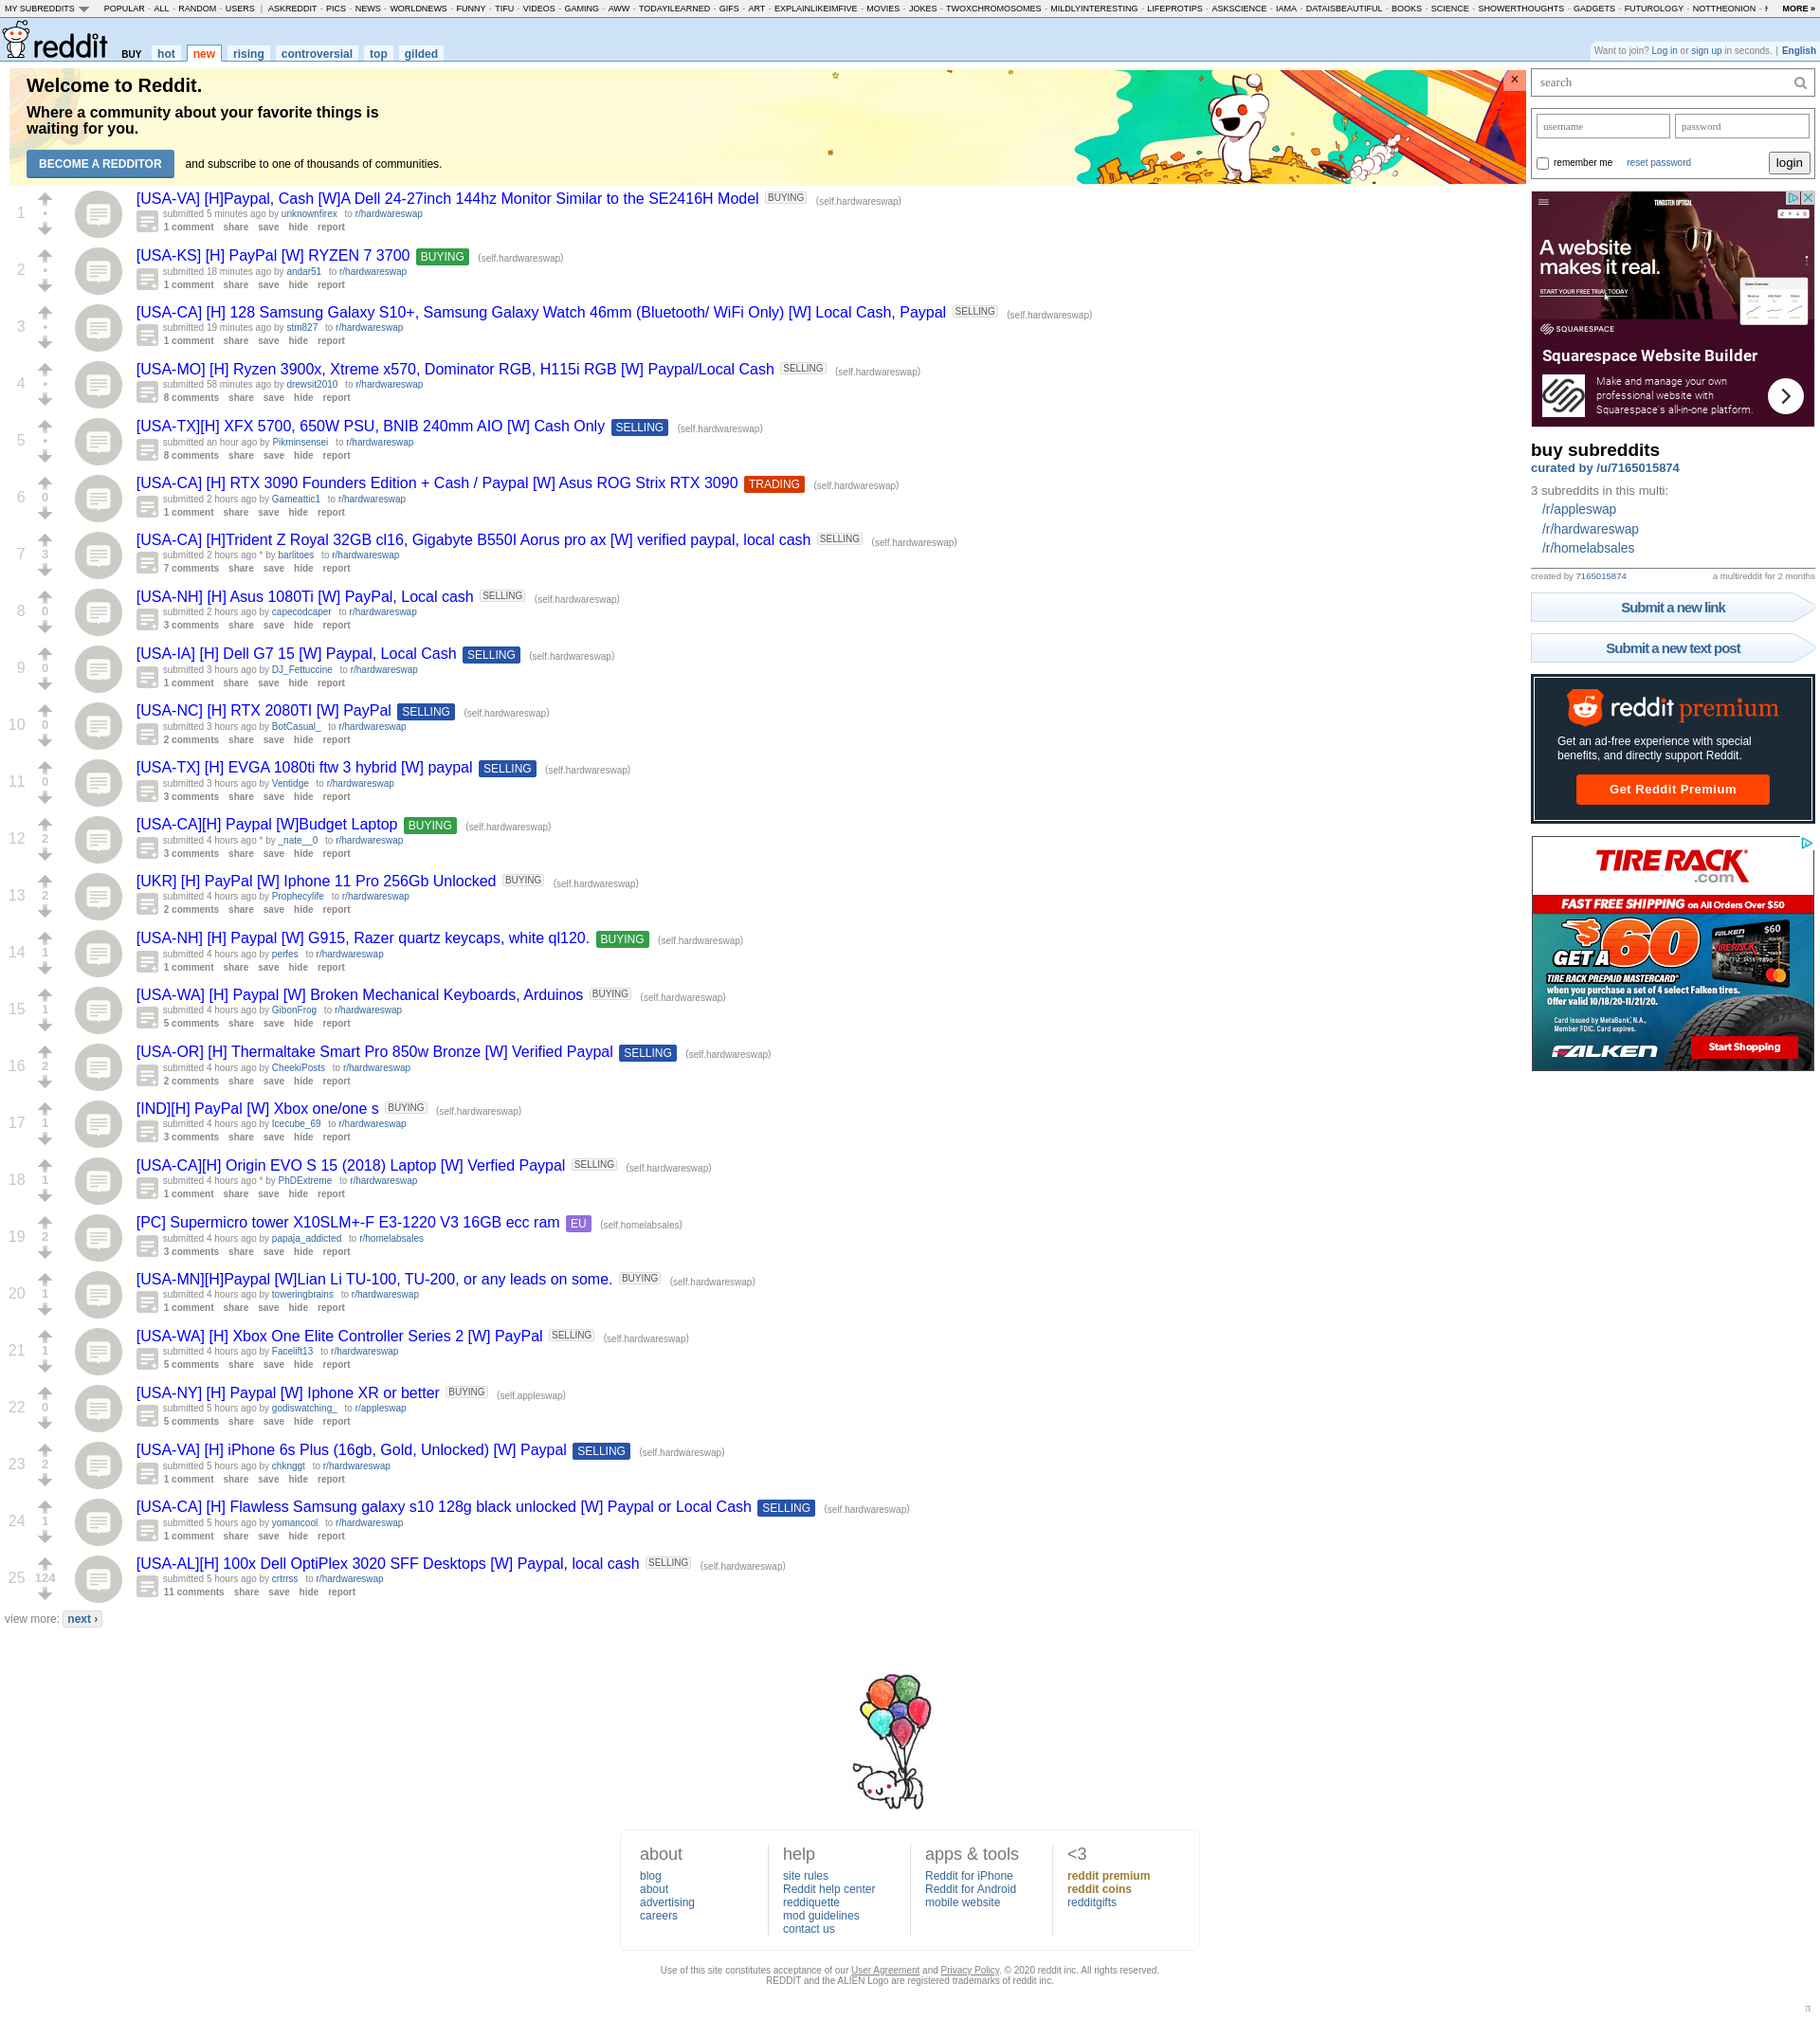 MY SUBREDDITS POPULAR - ALL - RANDOM - USERS | ASKREDDIT - PICS - NEWS - WORLDNEWS - FUNNY - TIFU - VIDEOS - GAMING - AWW - TODAYILEARNED - GIFS - ART - EXPLAINLIKEIMFIVE - MOVIES - JOKES - TWOXCHROMOSOMES - MILDLYINTERESTING - LIFEPROTIPS - ASKSCIENCE - IAMA - DATAISBEAUTIFUL - BOOKS - SCIENCE - SHOWERTHOUGHTS - GADGETS - FUTUROLOGY - NOTTHEONION - MORE »
reddit BUY hot new rising controversial top gilded
Want to join? Log in or sign up in seconds. | English
Welcome to Reddit.
Where a community about your favorite things is
waiting for you.
BECOME A REDDITOR and subscribe to one of thousands of communities.
×
1 [USA-VA] [H]Paypal, Cash [W]A Dell 24-27inch 144hz Monitor Similar to the SE2416H Model BUYING (self.hardwareswap)
• submitted 5 minutes ago by unknownfirex to r/hardwareswap
1 comment share save hide report
2 [USA-KS] [H] PayPal [W] RYZEN 7 3700 BUYING (self.hardwareswap)
• submitted 18 minutes ago by andar51 to r/hardwareswap
1 comment share save hide report
3 [USA-CA] [H] 128 Samsung Galaxy S10+, Samsung Galaxy Watch 46mm (Bluetooth/ WiFi Only) [W] Local Cash, Paypal SELLING (self.hardwareswap)
• submitted 19 minutes ago by stm827 to r/hardwareswap
1 comment share save hide report
4 [USA-MO] [H] Ryzen 3900x, Xtreme x570, Dominator RGB, H115i RGB [W] Paypal/Local Cash SELLING (self.hardwareswap)
• submitted 58 minutes ago by drewsit2010 to r/hardwareswap
8 comments share save hide report
5 [USA-TX][H] XFX 5700, 650W PSU, BNIB 240mm AIO [W] Cash Only SELLING (self.hardwareswap)
• submitted an hour ago by Pikminsensei to r/hardwareswap
8 comments share save hide report
6 [USA-CA] [H] RTX 3090 Founders Edition + Cash / Paypal [W] Asus ROG Strix RTX 3090 TRADING (self.hardwareswap)
0 submitted 2 hours ago by Gameattic1 to r/hardwareswap
1 comment share save hide report
7 [USA-CA] [H]Trident Z Royal 32GB cl16, Gigabyte B550I Aorus pro ax [W] verified paypal, local cash SELLING (self.hardwareswap)
3 submitted 2 hours ago * by barlitoes to r/hardwareswap
7 comments share save hide report
8 [USA-NH] [H] Asus 1080Ti [W] PayPal, Local cash SELLING (self.hardwareswap)
0 submitted 2 hours ago by capecodcaper to r/hardwareswap
3 comments share save hide report
9 [USA-IA] [H] Dell G7 15 [W] Paypal, Local Cash SELLING (self.hardwareswap)
0 submitted 3 hours ago by DJ_Fettuccine to r/hardwareswap
1 comment share save hide report
10 [USA-NC] [H] RTX 2080TI [W] PayPal SELLING (self.hardwareswap)
0 submitted 3 hours ago by BotCasual_ to r/hardwareswap
2 comments share save hide report
11 [USA-TX] [H] EVGA 1080ti ftw 3 hybrid [W] paypal SELLING (self.hardwareswap)
0 submitted 3 hours ago by Ventidge to r/hardwareswap
3 comments share save hide report
12 [USA-CA][H] Paypal [W]Budget Laptop BUYING (self.hardwareswap)
2 submitted 4 hours ago * by _nate__0 to r/hardwareswap
3 comments share save hide report
13 [UKR] [H] PayPal [W] Iphone 11 Pro 256Gb Unlocked BUYING (self.hardwareswap)
2 submitted 4 hours ago by Prophecylife to r/hardwareswap
2 comments share save hide report
14 [USA-NH] [H] Paypal [W] G915, Razer quartz keycaps, white ql120. BUYING (self.hardwareswap)
1 submitted 4 hours ago by perfes to r/hardwareswap
1 comment share save hide report
15 [USA-WA] [H] Paypal [W] Broken Mechanical Keyboards, Arduinos BUYING (self.hardwareswap)
1 submitted 4 hours ago by GibonFrog to r/hardwareswap
5 comments share save hide report
16 [USA-OR] [H] Thermaltake Smart Pro 850w Bronze [W] Verified Paypal SELLING (self.hardwareswap)
2 submitted 4 hours ago by CheekiPosts to r/hardwareswap
2 comments share save hide report
17 [IND][H] PayPal [W] Xbox one/one s BUYING (self.hardwareswap)
1 submitted 4 hours ago by Icecube_69 to r/hardwareswap
3 comments share save hide report
18 [USA-CA][H] Origin EVO S 15 (2018) Laptop [W] Verfied Paypal SELLING (self.hardwareswap)
1 submitted 4 hours ago * by PhDExtreme to r/hardwareswap
1 comment share save hide report
19 [PC] Supermicro tower X10SLM+-F E3-1220 V3 16GB ecc ram EU (self.homelabsales)
2 submitted 4 hours ago by papaja_addicted to r/homelabsales
3 comments share save hide report
20 [USA-MN][H]Paypal [W]Lian Li TU-100, TU-200, or any leads on some. BUYING (self.hardwareswap)
1 submitted 4 hours ago by toweringbrains to r/hardwareswap
1 comment share save hide report
21 [USA-WA] [H] Xbox One Elite Controller Series 2 [W] PayPal SELLING (self.hardwareswap)
1 submitted 4 hours ago by Facelift13 to r/hardwareswap
5 comments share save hide report
22 [USA-NY] [H] Paypal [W] Iphone XR or better BUYING (self.appleswap)
0 submitted 5 hours ago by godiswatching_ to r/appleswap
5 comments share save hide report
23 [USA-VA] [H] iPhone 6s Plus (16gb, Gold, Unlocked) [W] Paypal SELLING (self.hardwareswap)
2 submitted 5 hours ago by chknggt to r/hardwareswap
1 comment share save hide report
24 [USA-CA] [H] Flawless Samsung galaxy s10 128g black unlocked [W] Paypal or Local Cash SELLING (self.hardwareswap)
1 submitted 5 hours ago by yomancool to r/hardwareswap
1 comment share save hide report
25 [USA-AL][H] 100x Dell OptiPlex 3020 SFF Desktops [W] Paypal, local cash SELLING (self.hardwareswap)
124 submitted 5 hours ago by crtrrss to r/hardwareswap
11 comments share save hide report
view more: next ›
search
username password
remember me reset password login
TUNGSTEN OPTICAL
A website
makes it real.
START YOUR FREE TRIAL TODAY
SQUARESPACE
Squarespace Website Builder
Make and manage your own
professional website with
Squarespace's all-in-one platform.
buy subreddits
curated by /u/7165015874
3 subreddits in this multi:
/r/appleswap
/r/hardwareswap
/r/homelabsales
created by 7165015874 a multireddit for 2 months
Submit a new link
Submit a new text post
reddit premium
Get an ad-free experience with special
benefits, and directly support Reddit.
Get Reddit Premium
TIRE RACK
.com
FAST FREE SHIPPING on All Orders Over $50
GET A $60
FALKEN $60
TIRE RACK
TIRE RACK PREPAID MASTERCARD
when you purchase a set of 4 select Falken tires.
Offer valid 10/18/20-11/21/20.
Card issued by MetaBank, N.A.,
Member FDIC. Card expires.
FALKEN Start Shopping
about
blog
about
advertising
careers
help
site rules
Reddit help center
reddiquette
mod guidelines
contact us
apps & tools
Reddit for iPhone
Reddit for Android
mobile website
<3
reddit premium
reddit coins
redditgifts
Use of this site constitutes acceptance of our User Agreement and Privacy Policy. © 2020 reddit inc. All rights reserved.
REDDIT and the ALIEN Logo are registered trademarks of reddit inc.
π